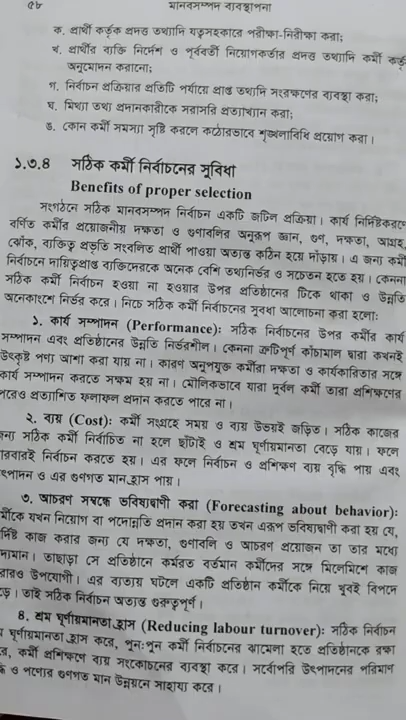 ৫৮ মানবসম্পদ ব্যবস্থাপনা
ক. প্রার্থী কর্তৃক প্রদত্ত তথ্যাদি যত্নসহকারে পরীক্ষা-নিরীক্ষা করা;
খ. প্রার্থীর ব্যক্তি নির্দেশ ও পূর্ববর্তী নিয়োগকর্তার প্রদত্ত তথ্যাদি কর্মী কর্তৃ
অনুমোদন করানো;
গ. নির্বাচন প্রক্রিয়ার প্রতিটি পর্যায়ে প্রাপ্ত তথ্যাদি সংরক্ষণের ব্যবস্থা করা;
ঘ. মিথ্যা তথ্য প্রদানকারীকে সরাসরি প্রত্যাখ্যান করা;
ঙ. কোন কর্মী সমস্যা সৃষ্টি করলে কঠোরভাবে শৃঙ্খলাবিধি প্রয়োগ করা।
১.৩.৪ সঠিক কর্মী নির্বাচনের সুবিধা
Benefits of proper selection
সংগঠনে সঠিক মানবসম্পদ নির্বাচন একটি জটিল প্রক্রিয়া। কার্য নির্দিষ্টকরণে
বর্ণিত কর্মীর প্রয়োজনীয় দক্ষতা ও গুণাবলির অনুরূপ জ্ঞান, গুণ, দক্ষতা, আগ্রহ,
ঝোঁক, ব্যক্তিত্ব প্রভৃতি সংবলিত প্রার্থী পাওয়া অত্যন্ত কঠিন হয়ে দাঁড়ায়। এ জন্য কর্মী
নির্বাচনে দায়িত্বপ্রাপ্ত ব্যক্তিদেরকে অনেক বেশি তথ্যনির্ভর ও সচেতন হতে হয়। কেননা
সঠিক কর্মী নির্বাচন হওয়া না হওয়ার উপর প্রতিষ্ঠানের টিকে থাকা ও উন্নতি
অনেকাংশে নির্ভর করে। নিচে সঠিক কর্মী নির্বাচনের সুবধা আলোচনা করা হলো:
১. কার্য সম্পাদন (Performance): সঠিক নির্বাচনের উপর কর্মীর কার্য
সম্পাদন এবং প্রতিষ্ঠানের উন্নতি নির্ভরশীল। কেননা ত্রুটিপূর্ণ কাঁচামাল দ্বারা কখনই
উৎকৃষ্ট পণ্য আশা করা যায় না। কারণ অনুপযুক্ত কর্মীরা দক্ষতা ও কার্যকারিতার সঙ্গে
কার্য সম্পাদন করতে সক্ষম হয় না। মৌলিকভাবে যারা দুর্বল কর্মী তারা প্রশিক্ষণের
পরেও প্রত্যাশিত ফলাফল প্রদান করতে পারে না।
২. ব্যয় (Cost): কর্মী সংগ্রহে সময় ও ব্যয় উভয়ই জড়িত। সঠিক কাজের
জন্য সঠিক কর্মী নির্বাচিত না হলে ছাঁটাই ও শ্রম ঘূর্ণায়মানতা বেড়ে যায়। ফলে
বারবারই নির্বাচন করতে হয়। এর ফলে নির্বাচন ও প্রশিক্ষণ ব্যয় বৃদ্ধি পায় এবং
ৎপাদন ও এর গুণগত মান হ্রাস পায়।
৩. আচরণ সম্বন্ধে ভবিষ্যদ্বাণী করা (Forecasting about behavior):
র্মীকে যখন নিয়োগ বা পদোন্নতি প্রদান করা হয় তখন এরূপ ভবিষ্যদ্বাণী করা হয় যে,
র্দিষ্ট কাজ করার জন্য যে দক্ষতা, গুণাবলি ও আচরণ প্রয়োজন তা তার মধ্যে
দ্যমান। তাছাড়া সে প্রতিষ্ঠানে কর্মরত বর্তমান কর্মীদের সঙ্গে মিলেমিশে কাজ
রারও উপযোগী। এর ব্যত্যয় ঘটলে একটি প্রতিষ্ঠান কর্মীকে নিয়ে খুবই বিপদে
ড়ে। তাই সঠিক নির্বাচন অত্যন্ত গুরুত্বপূর্ণ।
৪. শ্রম ঘূর্ণায়মানতা হ্রাস (Reducing labour turnover): সঠিক নির্বাচন
ঘূর্ণায়মানতা হ্রাস করে, পুনঃপুন কর্মী নির্বাচনের ঝামেলা হতে প্রতিষ্ঠানকে রক্ষা
রে, কর্মী প্রশিক্ষণে ব্যয় সংকোচনের ব্যবস্থা করে। সর্বোপরি উৎপাদনের পরিমাণ
ও পণ্যের গুণগত মান উন্নয়নে সাহায্য করে।